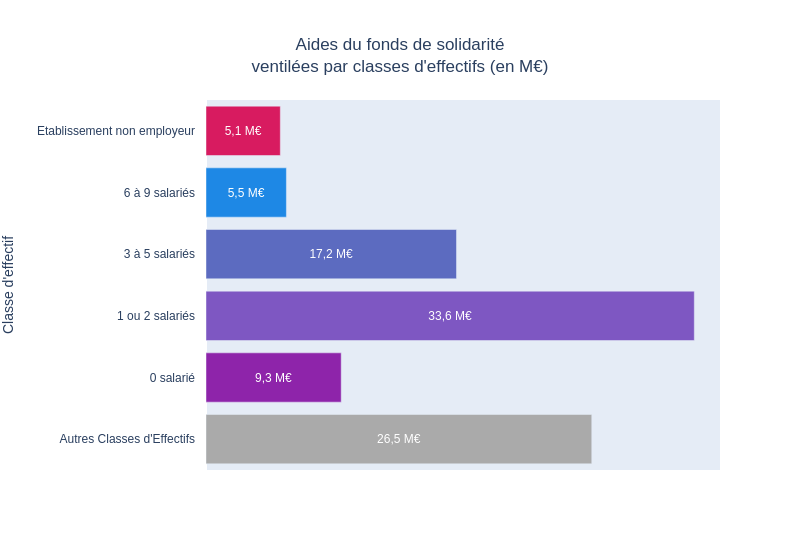 Aides du fonds de solidarité
ventilées par classes d'effectifs (en M€)
Classe d'effectif
Etablissement non employeur
5,1 M€
6 à 9 salariés
5,5 M€
3 à 5 salariés
17,2 M€
1 ou 2 salariés
33,6 M€
0 salarié
9,3 M€
Autres Classes d'Effectifs
26,5 M€